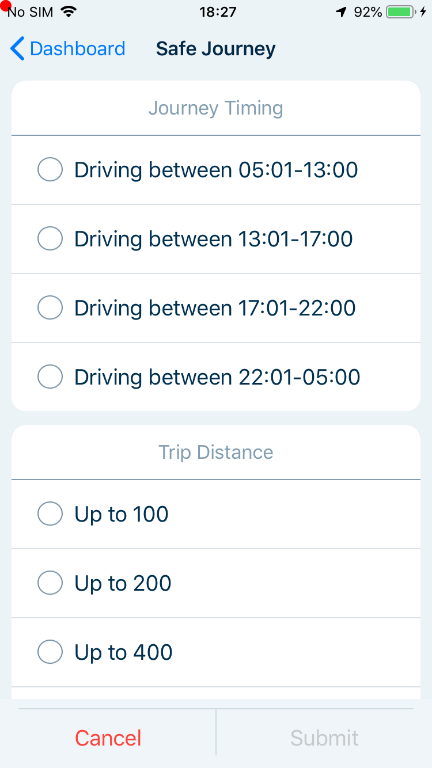 No SIM 18:27 92%
Dashboard Safe Journey
Journey Timing
Driving between 05:01-13:00
Driving between 13:01-17:00
Driving between 17:01-22:00
Driving between 22:01-05:00
Trip Distance
Up to 100
Up to 200
Up to 400
Cancel Submit